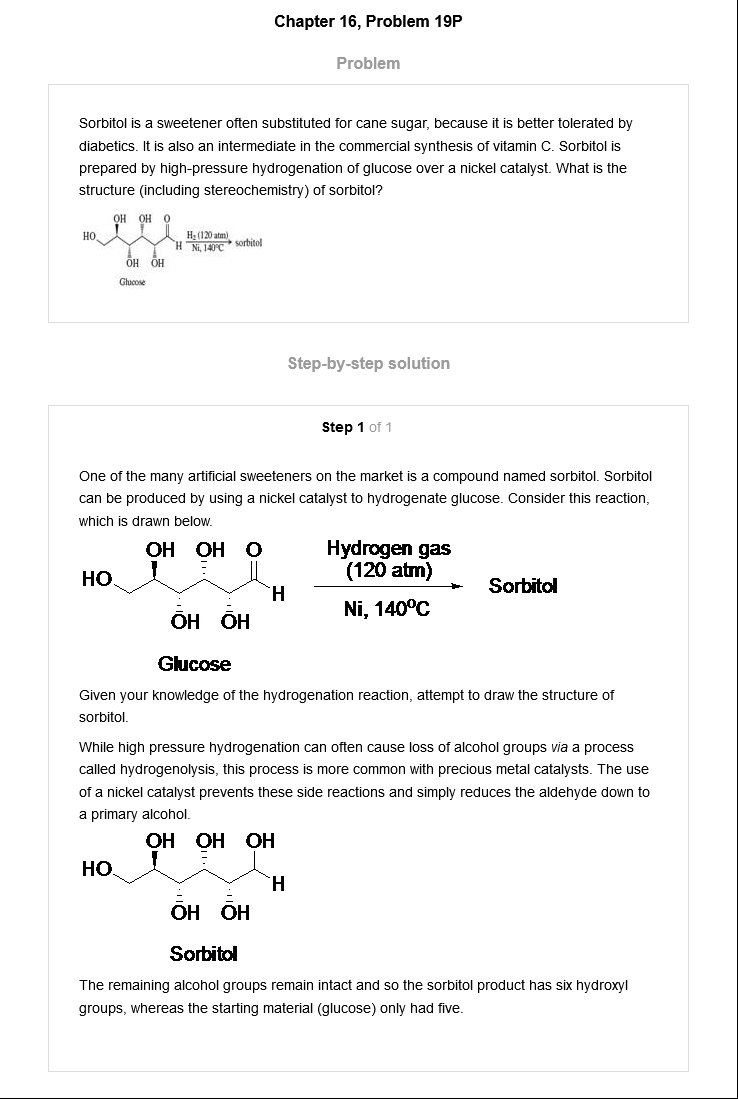 Chapter 16, Problem 19P
Problem
Sorbitol is a sweetener often substituted for cane sugar, because it is better tolerated by
diabetics. It is also an intermediate in the commercial synthesis of vitamin C. Sorbitol is
prepared by high-pressure hydrogenation of glucose over a nickel catalyst. What is the
structure (including stereochemistry) of sorbitol?
OH OH O
HO
H
H₂ (120 atm)
Ni, 140°C
sorbitol
OH OH
Glucose
Step-by-step solution
Step 1 of 1
One of the many artificial sweeteners on the market is a compound named sorbitol. Sorbitol
can be produced by using a nickel catalyst to hydrogenate glucose. Consider this reaction,
which is drawn below.
OH OH O
HO
H
Hydrogen gas
(120 atm)
Ni, 140⁰C
Sorbitol
OH OH
Glucose
Given your knowledge of the hydrogenation reaction, attempt to draw the structure of
sorbitol.
While high pressure hydrogenation can often cause loss of alcohol groups via a process
called hydrogenolysis, this process is more common with precious metal catalysts. The use
of a nickel catalyst prevents these side reactions and simply reduces the aldehyde down to
a primary alcohol.
OH OH OH
HO
H
OH OH
Sorbitol
The remaining alcohol groups remain intact and so the sorbitol product has six hydroxyl
groups, whereas the starting material (glucose) only had five.